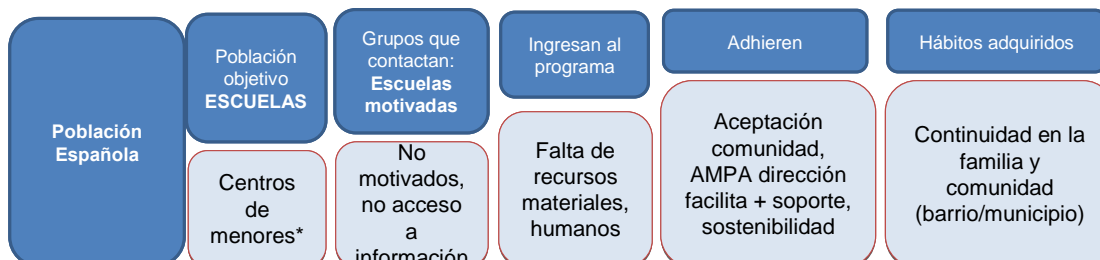 Población
Española
Población
objetivo
ESCUELAS
Centros
de
menores*
Grupos que
contactan:
Escuelas
motivadas
No
motivados,
no acceso
a
información
Ingresan al
programa
Falta de
recursos
materiales,
humanos
Adhieren
Aceptación
comunidad,
AMPA dirección
facilita + soporte,
sostenibilidad
Hábitos adquiridos
Continuidad en la
familia y
comunidad
(barrio/municipio)